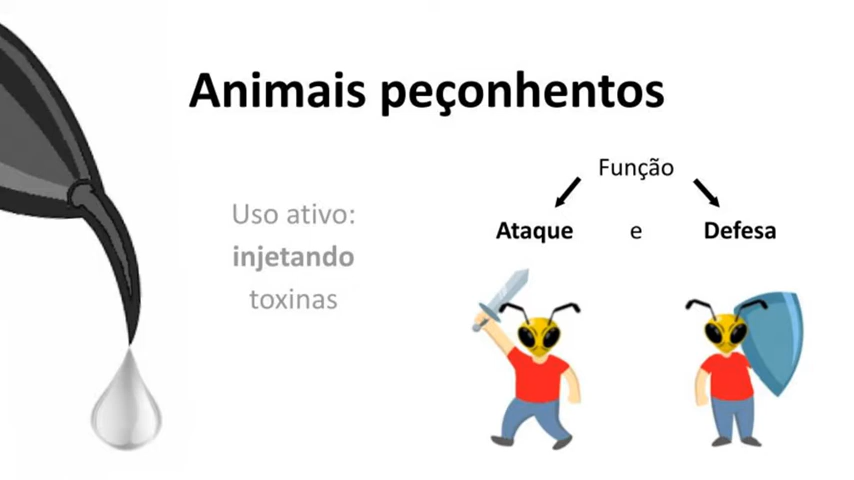 Animais peçonhentos
Uso ativo:
injetando
toxinas
Função
Ataque e Defesa